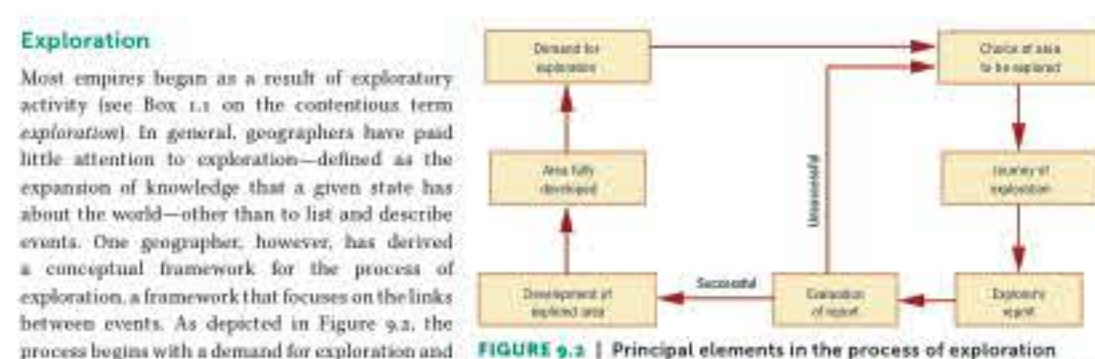 Exploration
Most empires began as a result of exploratory
activity (see Box 1.1 on the contentious term
exploration). In general, geographers have paid
little attention to exploration—defined as the
expansion of knowledge that a given state has
about the world—other than to list and describe
events. One geographer, however, has derived
a conceptual framework for the process of
exploration, a framework that focuses on the links
between events. As depicted in Figure 9.2, the
process begins with a demand for exploration and
Demand for
exploration
Choice of area
to be explored
Area fully
developed
Unsuccessful
Journey of
exploration
Development of
explored area
Successful
Evaluation
of report
Explorer's
report
FIGURE 9.2 | Principal elements in the process of exploration